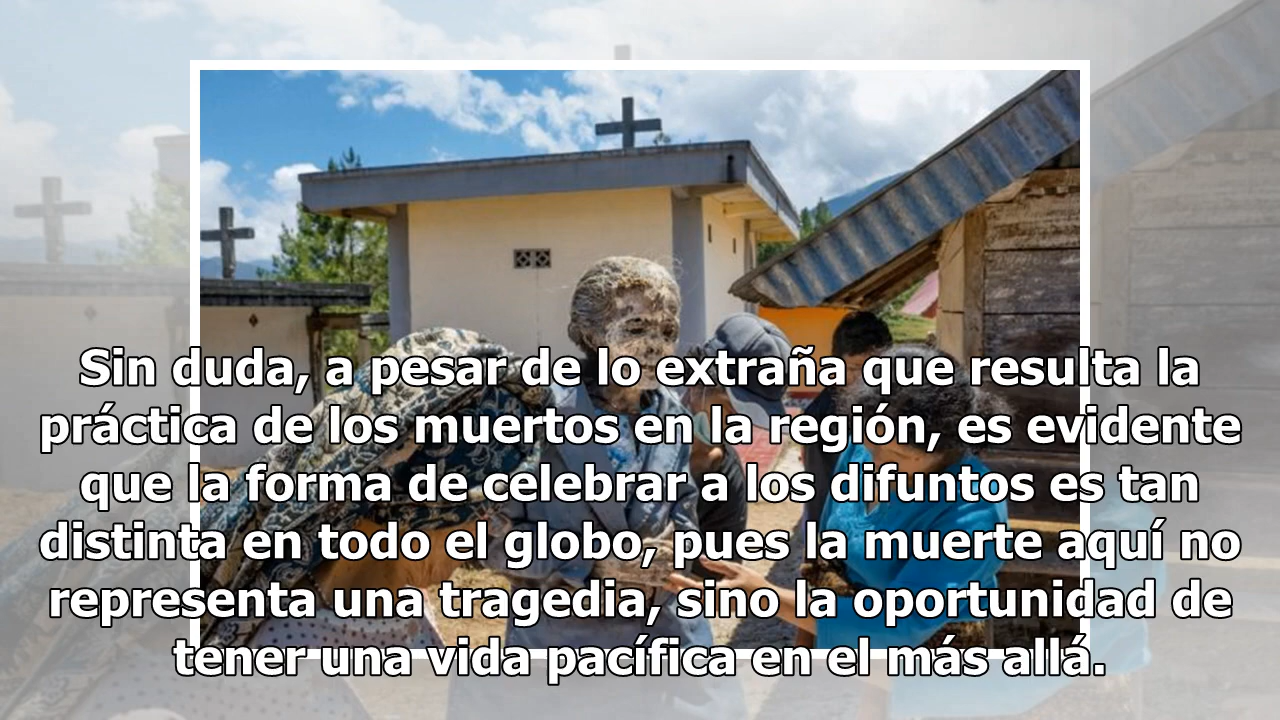 Sin duda, a pesar de lo extraña que resulta la
práctica de los muertos en la región, es evidente
que la forma de celebrar a los difuntos es tan
distinta en todo el globo, pues la muerte aquí no
representa una tragedia, sino la oportunidad de
tener una vida pacífica en el más allá.